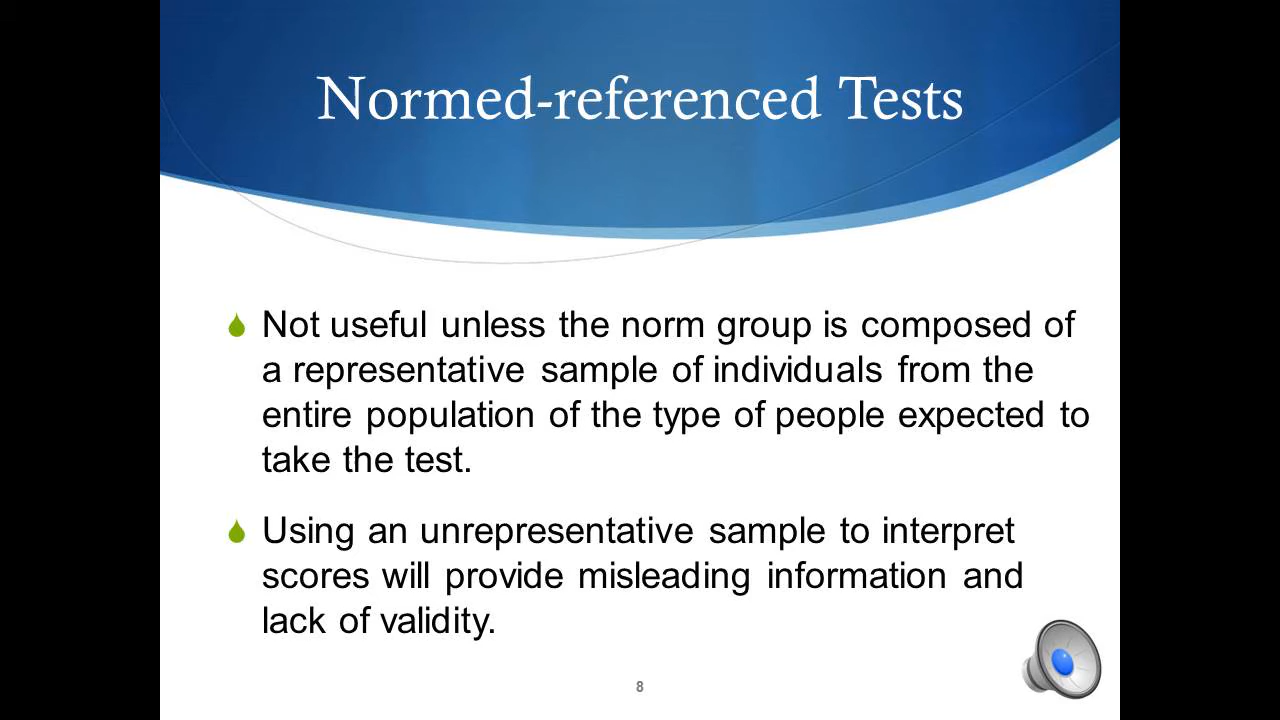 Normed-referenced Tests
Not useful unless the norm group is composed of
a representative sample of individuals from the
entire population of the type of people expected to
take the test.
Using an unrepresentative sample to interpret
scores will provide misleading information and
lack of validity.
8